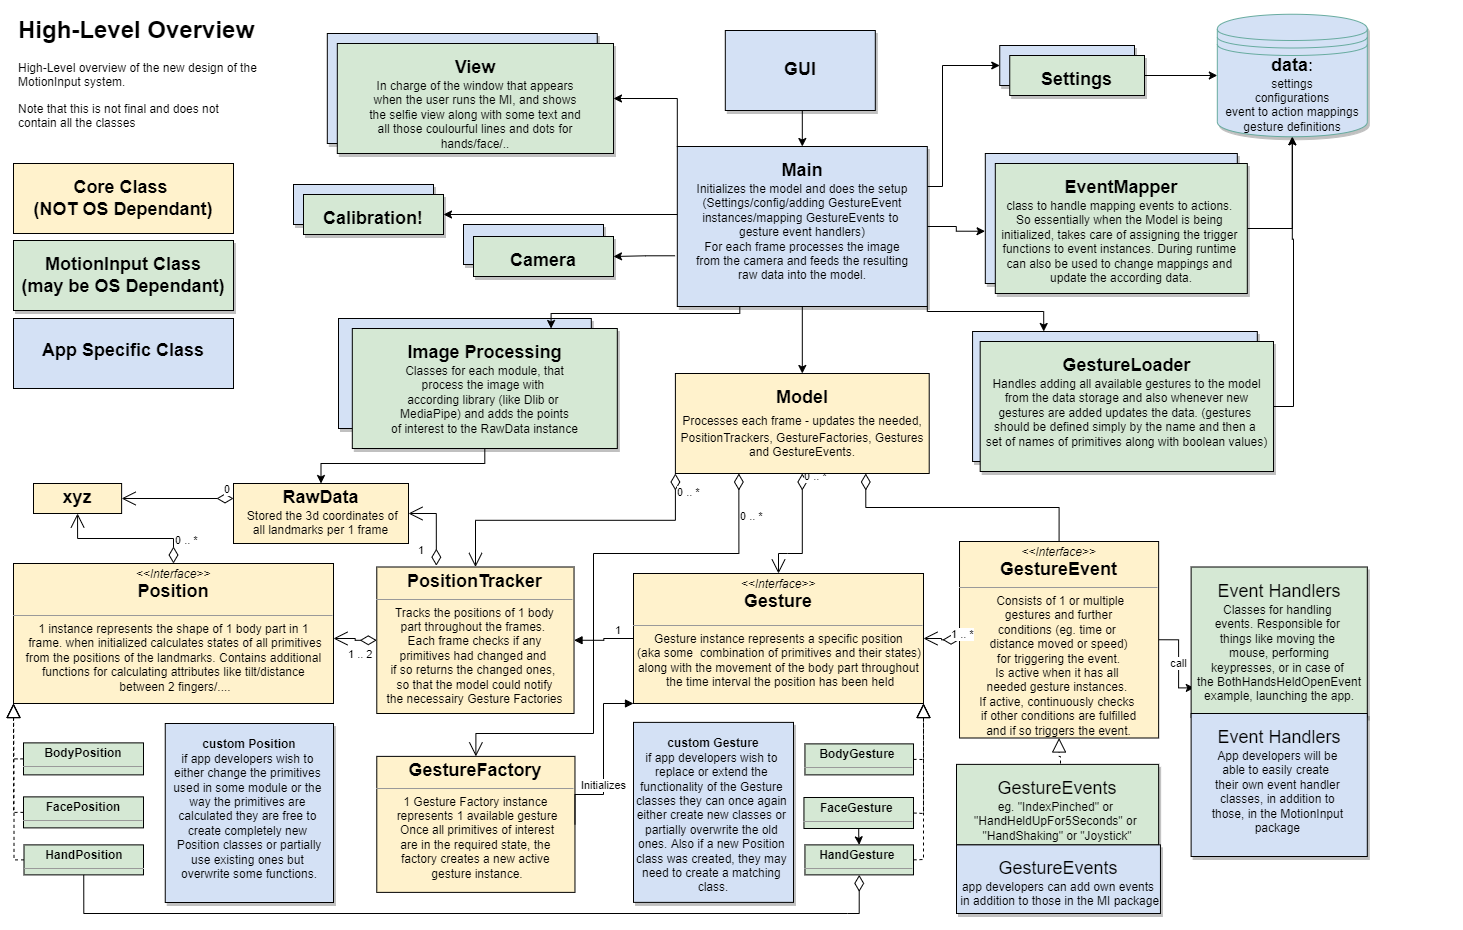 High-Level Overview
High-Level overview of the new design of the
MotionInput system.
Note that this is not final and does not
contain all the classes
Core Class
(NOT OS Dependant)
MotionInput Class
(may be OS Dependant)
App Specific Class
View
In charge of the window that appears
when the user runs the MI, and shows
the selfie view along with some text and
all those coulourful lines and dots for
hands/face/..
GUI
Settings
data:
settings
configurations
event to action mappings
gesture definitions
Calibration!
Camera
Main
Initializes the model and does the setup
(Settings/config/adding GestureEvent
instances/mapping GestureEvents to
gesture event handlers)
For each frame processes the image
from the camera and feeds the resulting
raw data into the model.
EventMapper
class to handle mapping events to actions.
So essentially when the Model is being
initialized, takes care of assigning the trigger
functions to event instances. During runtime
can also be used to change mappings and
update the according data.
Image Processing
Classes for each module, that
process the image with
according library (like Dlib or
MediaPipe) and adds the points
of interest to the RawData instance
Model
Processes each frame - updates the needed,
PositionTrackers, GestureFactories, Gestures
and GestureEvents.
GestureLoader
Handles adding all available gestures to the model
from the data storage and also whenever new
gestures are added updates the data. (gestures
should be defined simply by the name and then a
set of names of primitives along with boolean values)
xyz
0
RawData
Stored the 3d coordinates of
all landmarks per 1 frame
0 .. *
0 .. *
0 .. *
0 .. *
1
<<Interface>>
Position
1 instance represents the shape of 1 body part in 1
frame. when initialized calculates states of all primitives
from the positions of the landmarks. Contains additional
functions for calculating attributes like tilt/distance
between 2 fingers/....
1 .. 2
PositionTracker
Tracks the positions of 1 body
part throughout the frames.
Each frame checks if any
primitives had changed and
if so returns the changed ones,
so that the model could notify
the necessairy Gesture Factories
1
<<Interface>>
Gesture
Gesture instance represents a specific position
(aka some combination of primitives and their states)
along with the movement of the body part throughout
the time interval the position has been held
1 .. *
<<Interface>>
GestureEvent
Consists of 1 or multiple
gestures and further
conditions (eg. time or
distance moved or speed)
for triggering the event.
Is active when it has all
needed gesture instances.
If active, continuously checks
if other conditions are fulfilled
and if so triggers the event.
call
Event Handlers
Classes for handling
events. Responsible for
things like moving the
mouse, performing
keypresses, or in case of
the BothHandsHeldOpenEvent
example, launching the app.
Event Handlers
App developers will be
able to easily create
their own event handler
classes, in addition to
those, in the MotionInput
package
BodyPosition
FacePosition
HandPosition
custom Position
if app developers wish to
either change the primitives
used in some module or the
way the primitives are
calculated they are free to
create completely new
Position classes or partially
use existing ones but
overwrite some functions.
GestureFactory
1 Gesture Factory instance
represents 1 available gesture
Once all primitives of interest
are in the required state, the
factory creates a new active
gesture instance.
Initializes
custom Gesture
if app developers wish to
replace or extend the
functionality of the Gesture
classes they can once again
either create new classes or
partially overwrite the old
ones. Also if a new Position
class was created, they may
need to create a matching
class.
BodyGesture
FaceGesture
HandGesture
GestureEvents
eg. "IndexPinched" or
"HandHeldUpFor5Seconds" or
"HandShaking" or "Joystick"
GestureEvents
app developers can add own events
in addition to those in the MI package